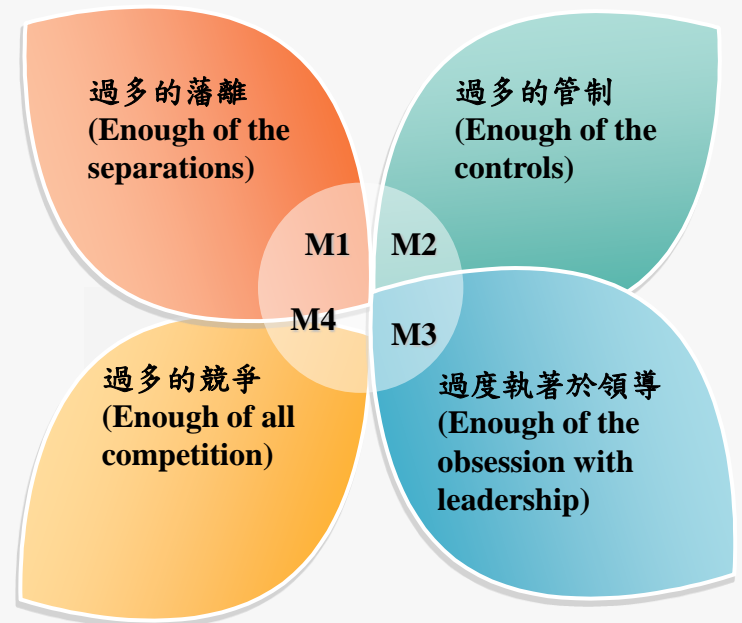 過多的藩離
(Enough of the
separations)
過多的管制
(Enough of the
controls)
M1
M2
M4
M3
過多的競爭
(Enough of all
competition)
過度執著於領導
(Enough of the
obsession with
leadership)